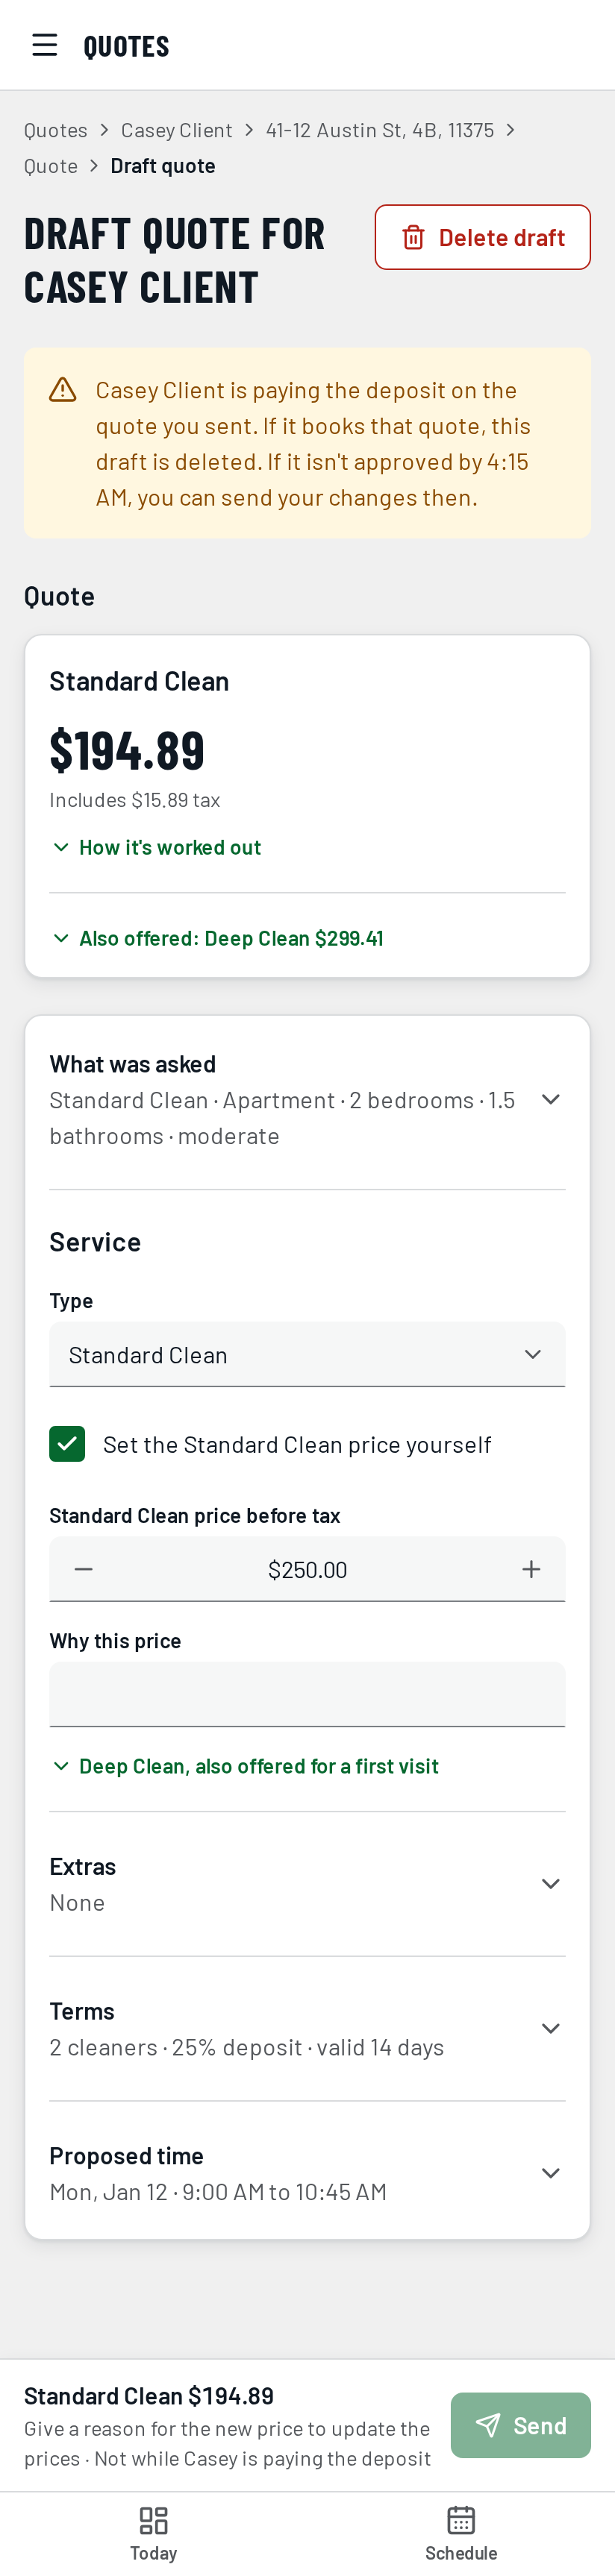 QUOTES
Quotes > Casey Client > 41-12 Austin St, 4B, 11375 >
Quote > Draft quote
DRAFT QUOTE FOR
CASEY CLIENT
Delete draft
Casey Client is paying the deposit on the
quote you sent. If it books that quote, this
draft is deleted. If it isn't approved by 4:15
AM, you can send your changes then.
Quote
Standard Clean
$194.89
Includes $15.89 tax
How it's worked out
Also offered: Deep Clean $299.41
What was asked
Standard Clean · Apartment · 2 bedrooms · 1.5
bathrooms · moderate
Service
Type
Standard Clean
Set the Standard Clean price yourself
Standard Clean price before tax
$250.00
Why this price
Deep Clean, also offered for a first visit
Extras
None
Terms
2 cleaners · 25% deposit · valid 14 days
Proposed time
Mon, Jan 12 · 9:00 AM to 10:45 AM
Standard Clean $194.89
Give a reason for the new price to update the
prices · Not while Casey is paying the deposit
Send
Today
Schedule